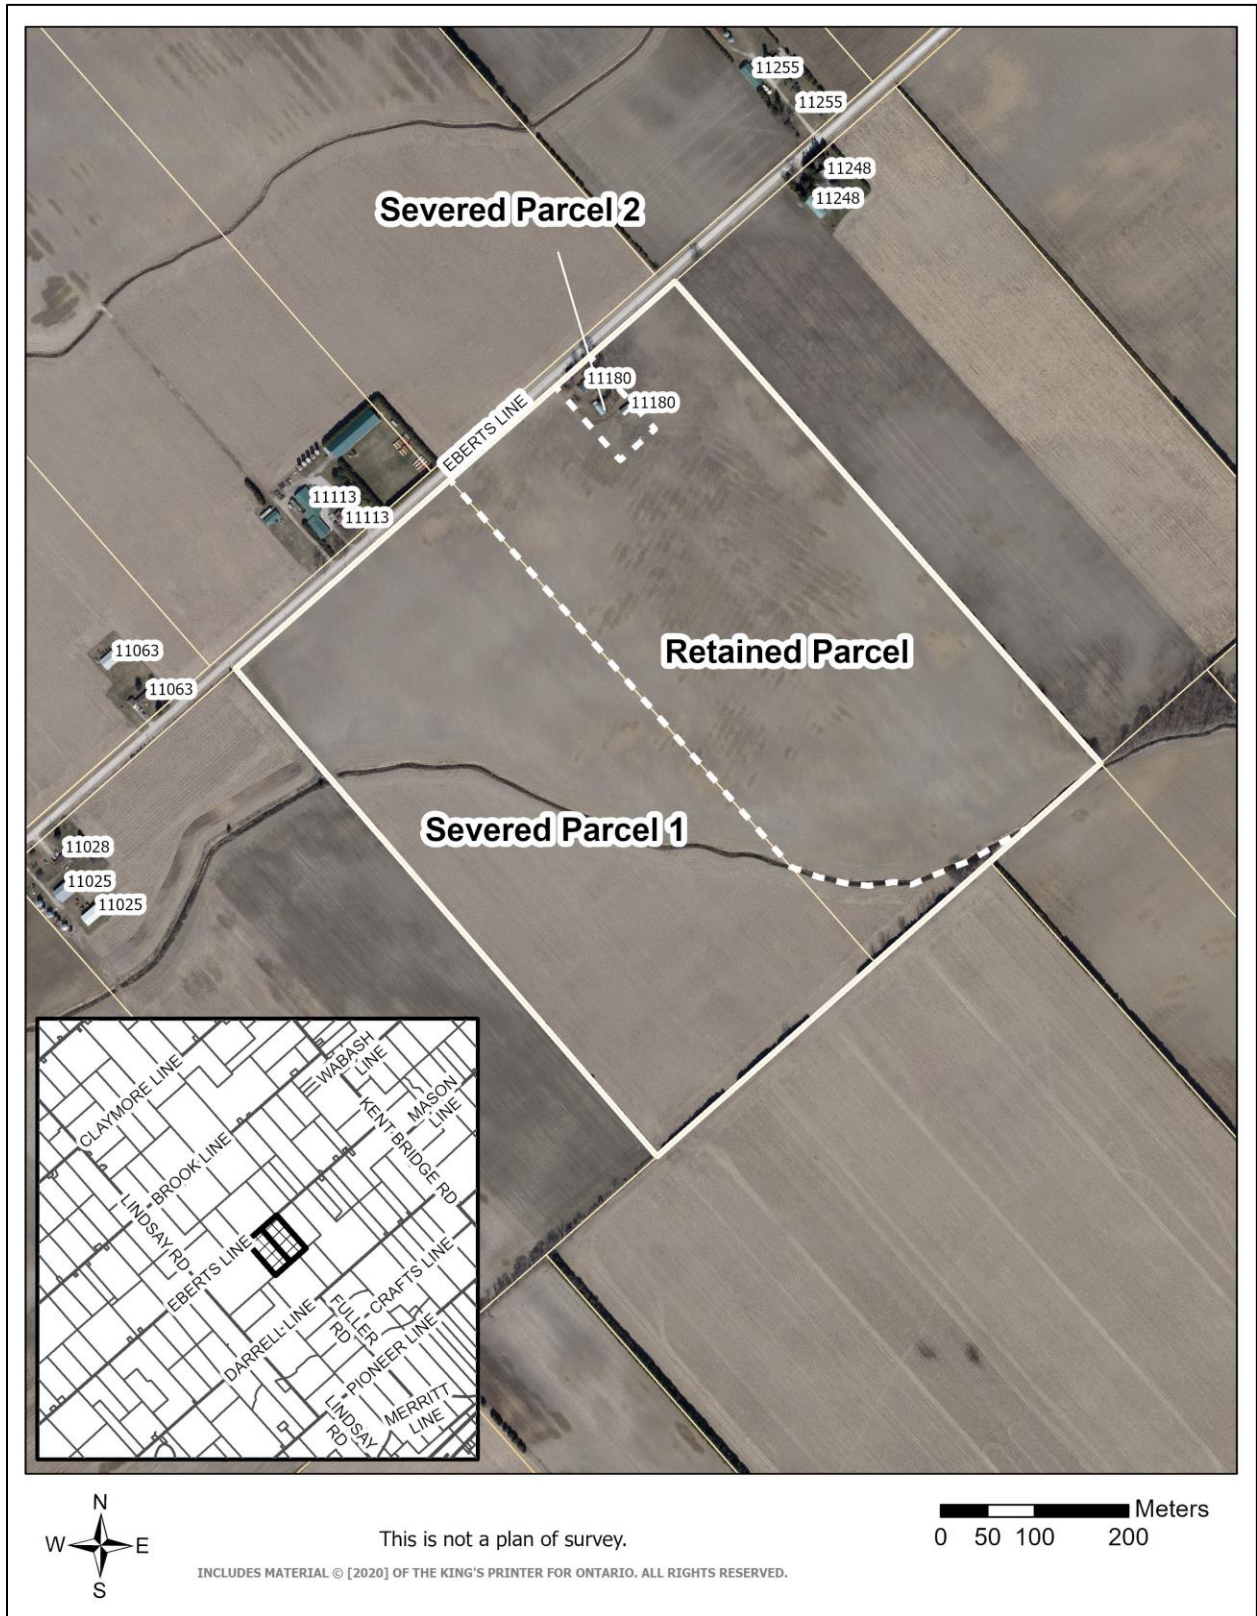 11255
11255
11248
11248
Severed Parcel 2
11180
11180
EBERTS LINE
11113
11113
Retained Parcel
11063
11063
Severed Parcel 1
11028
11025
11025
WABASH
LINE
CLAYMORE LINE
MASON
LINE
KENT BRIDGE RD
BROOK LINE
LINDSAY RD
EBERTS LINE
CRAFTS LINE
FULLER
RD
DARRELL LINE
PIONEER LINE
MERRITT
LINE
LINDSAY
RD
N
W E
S
This is not a plan of survey.
INCLUDES MATERIAL © [2020] OF THE KING'S PRINTER FOR ONTARIO. ALL RIGHTS RESERVED.
Meters
0 50 100 200